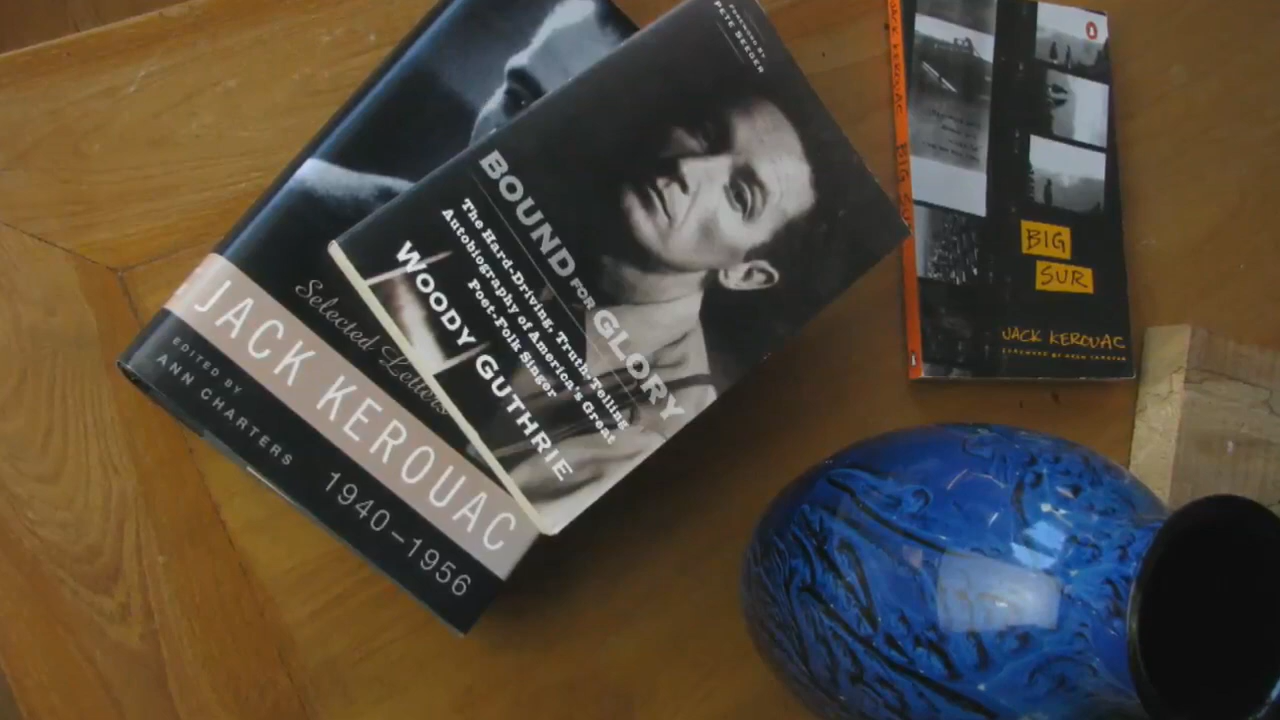 FOREWORD BY
PETE SEEGER
BOUND FOR GLORY
The Hard-Driving, Truth-Telling
Autobiography of America's Great
Poet-Folk Singer
WOODY GUTHRIE
Selected Letters
JACK KEROUAC
EDITED BY
ANN CHARTERS
1940–1956
JACK KEROUAC BIG SUR
BIG
SUR
JACK KEROUAC